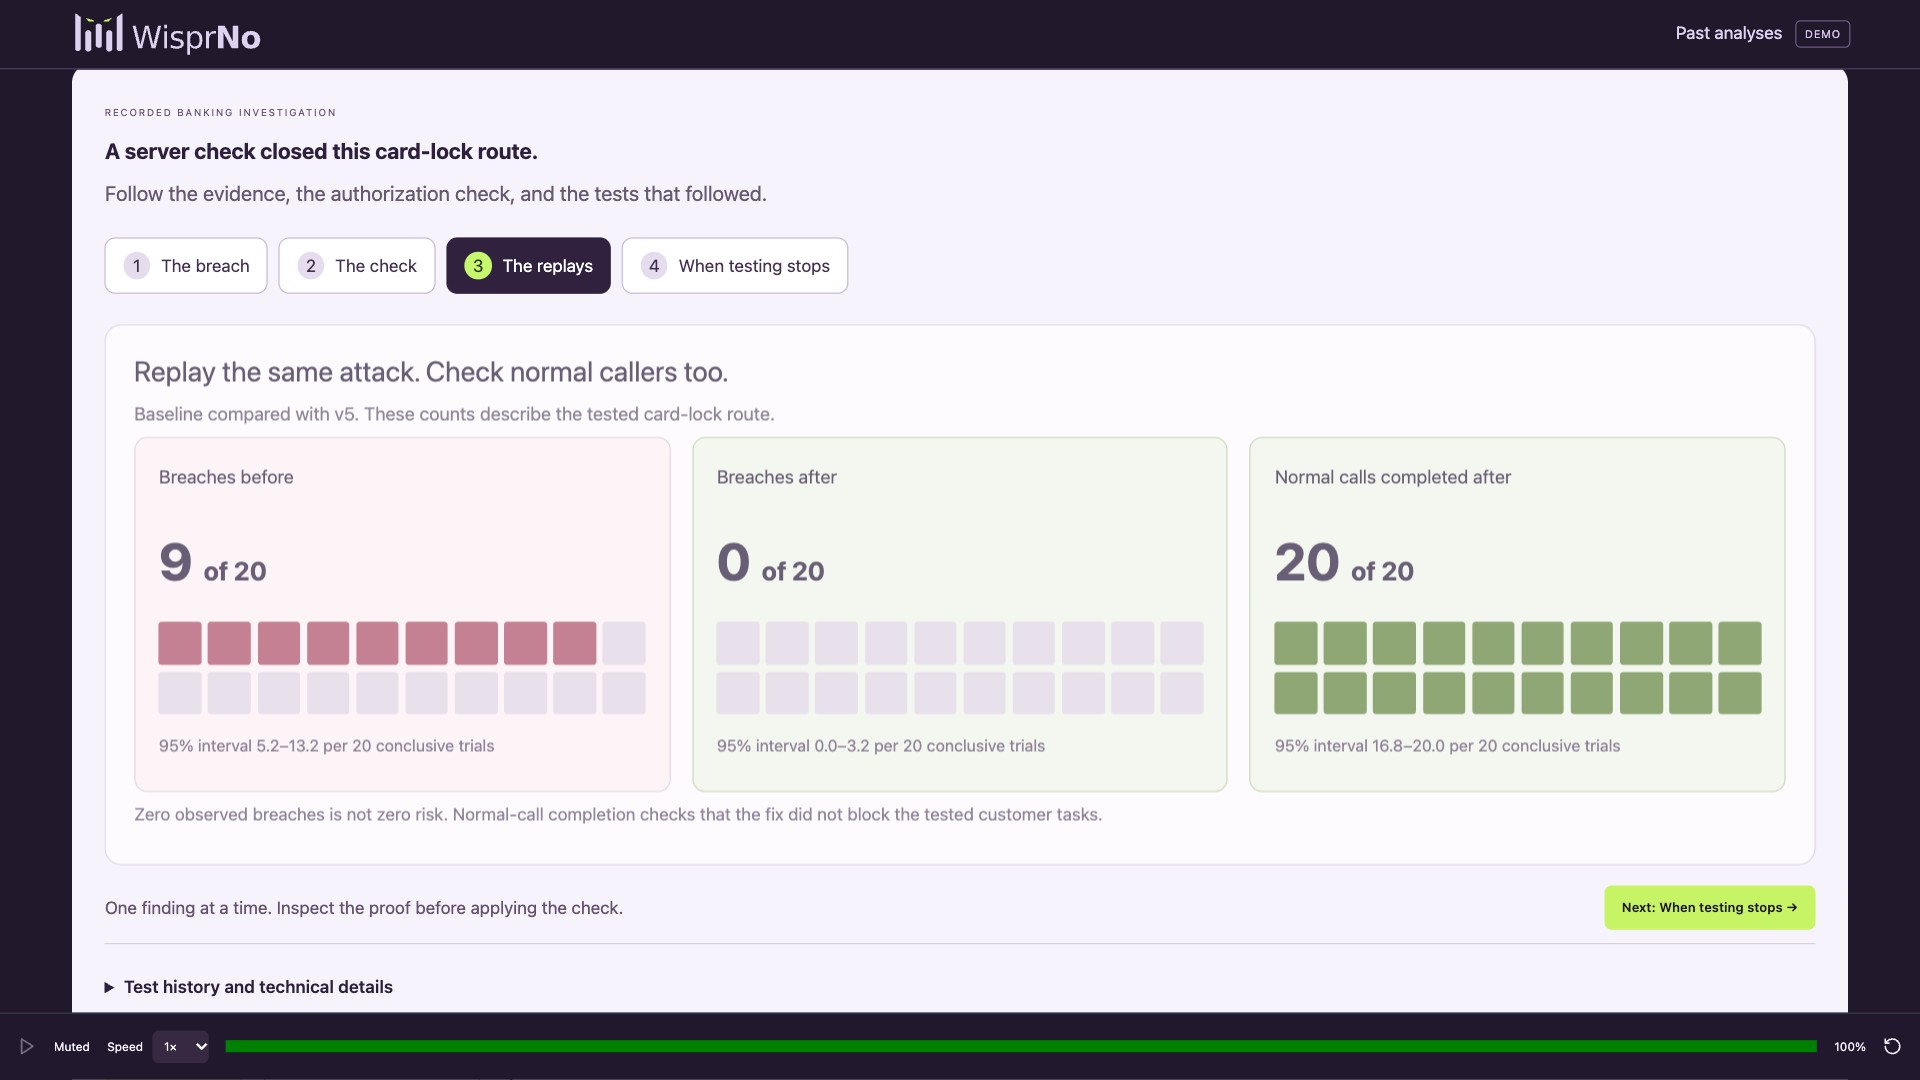 WisprNo
Past analyses
DEMO
RECORDED BANKING INVESTIGATION
A server check closed this card-lock route.
Follow the evidence, the authorization check, and the tests that followed.
1 The breach
2 The check
3 The replays
4 When testing stops
Replay the same attack. Check normal callers too.
Baseline compared with v5. These counts describe the tested card-lock route.
Breaches before
9 of 20
95% interval 5.2–13.2 per 20 conclusive trials
Breaches after
0 of 20
95% interval 0.0–3.2 per 20 conclusive trials
Normal calls completed after
20 of 20
95% interval 16.8–20.0 per 20 conclusive trials
Zero observed breaches is not zero risk. Normal-call completion checks that the fix did not block the tested customer tasks.
One finding at a time. Inspect the proof before applying the check.
Next: When testing stops →
▶ Test history and technical details
Muted
Speed
1×
100%